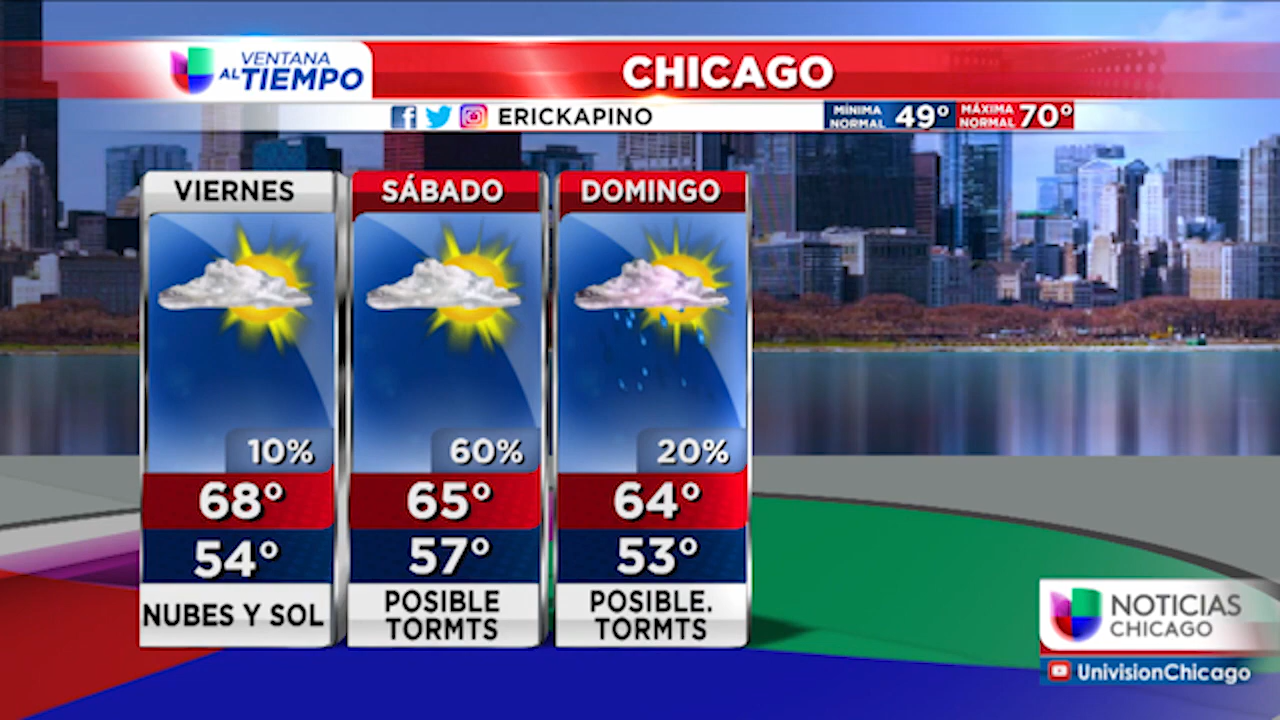 VENTANA
AL TIEMPO
CHICAGO
ERICKAPINO
MÍNIMA
NORMAL
49°
MÁXIMA
NORMAL
70°
VIERNES
10%
68°
54°
NUBES Y SOL
SÁBADO
60%
65°
57°
POSIBLE
TORMTS
DOMINGO
20%
64°
53°
POSIBLE.
TORMTS
NOTICIAS
CHICAGO
UnivisionChicago